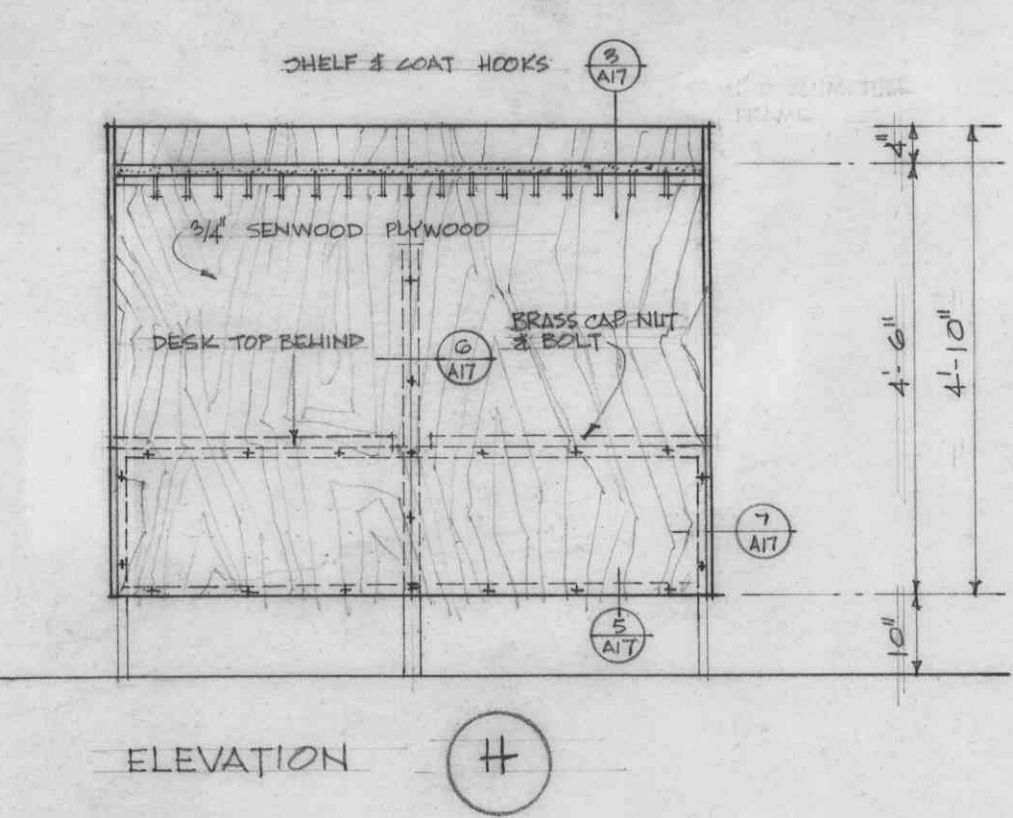 SHELF & COAT HOOKS
3
A17
4"
3/4" SENWOOD PLYWOOD
DESK TOP BEHIND
6
A17
BRASS CAP NUT
& BOLT
4'-6"
4'-10"
7
A17
5
A17
10"
ELEVATION
H